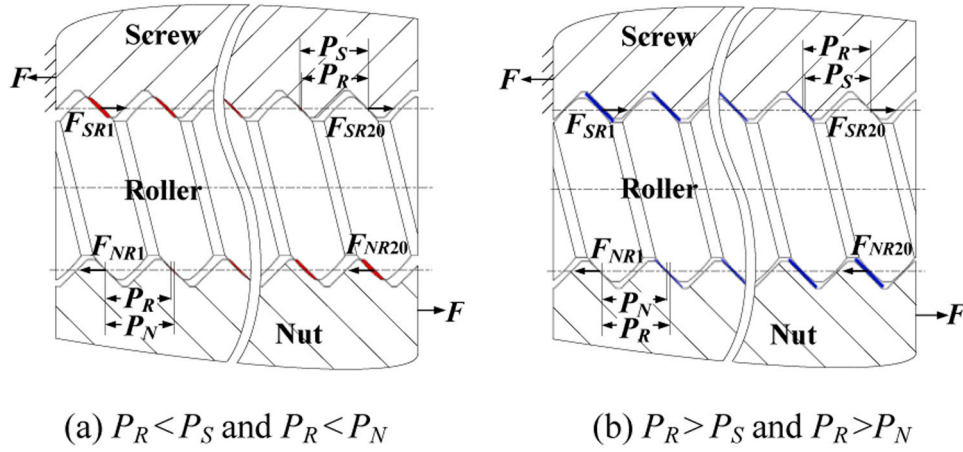 Screw
P_S
P_R
F
F_SR1
F_SR20
Roller
F_NR1
F_NR20
P_R
P_N
F
Nut
(a) P_R < P_S and P_R < P_N
Screw
P_R
P_S
F
F_SR1
F_SR20
Roller
F_NR1
F_NR20
P_N
P_R
F
Nut
(b) P_R > P_S and P_R > P_N